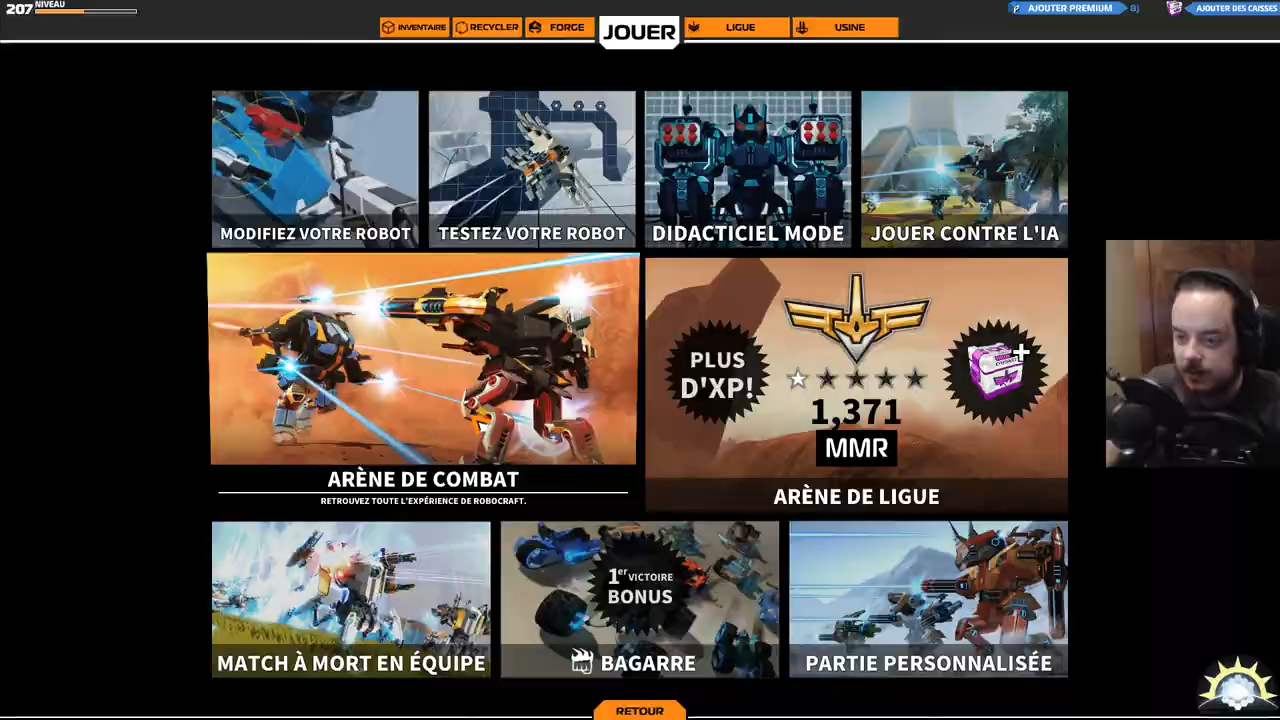 207 NIVEAU
AJOUTER PREMIUM
8J
AJOUTER DES CAISSES
INVENTAIRE
RECYCLER
FORGE
JOUER
LIGUE
USINE
MODIFIEZ VOTRE ROBOT
TESTEZ VOTRE ROBOT
DIDACTICIEL MODE
JOUER CONTRE L'IA
ARÈNE DE COMBAT
RETROUVEZ TOUTE L'EXPÉRIENCE DE ROBOCRAFT.
PLUS
D'XP!
1,371
MMR
ARÈNE DE LIGUE
MATCH À MORT EN ÉQUIPE
1er VICTOIRE
BONUS
BAGARRE
PARTIE PERSONNALISÉE
RETOUR